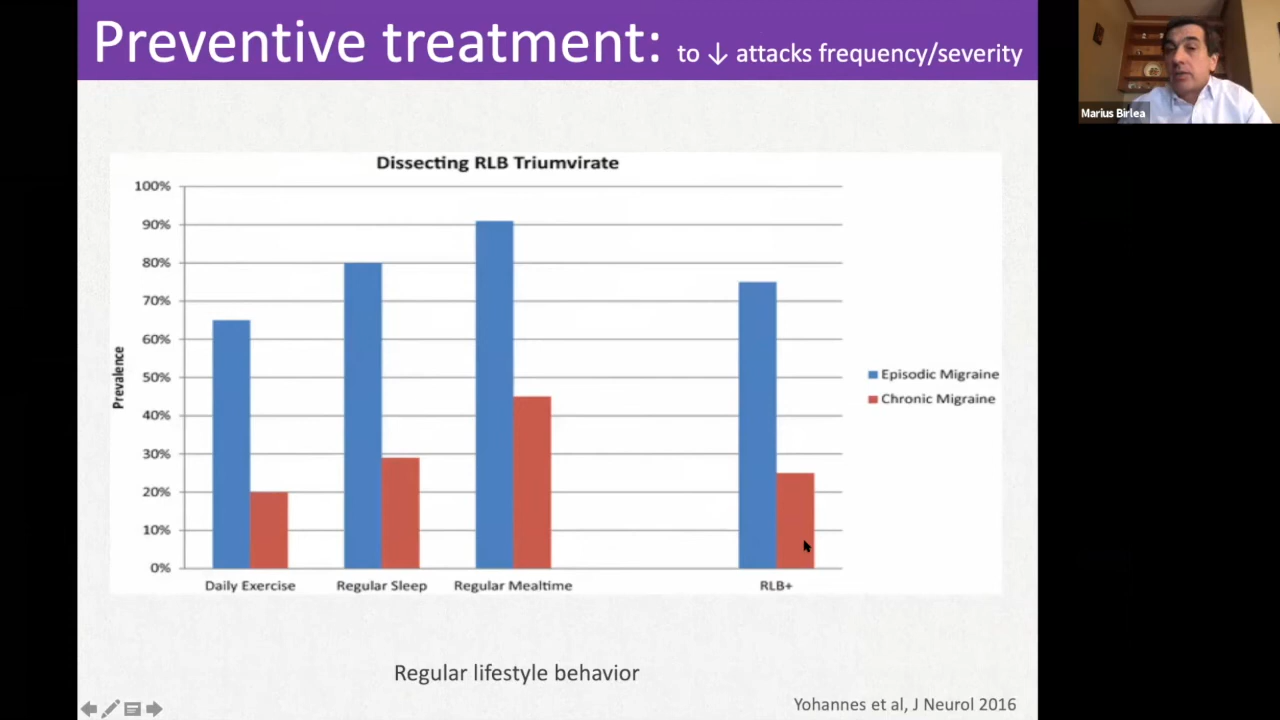 Preventive treatment: to ↓ attacks frequency/severity
Marius Birlea
Dissecting RLB Triumvirate
100%
90%
80%
70%
60%
50%
40%
30%
20%
10%
0%
Prevalence
Daily Exercise Regular Sleep Regular Mealtime RLB+
Episodic Migraine
Chronic Migraine
Regular lifestyle behavior
Yohannes et al, J Neurol 2016